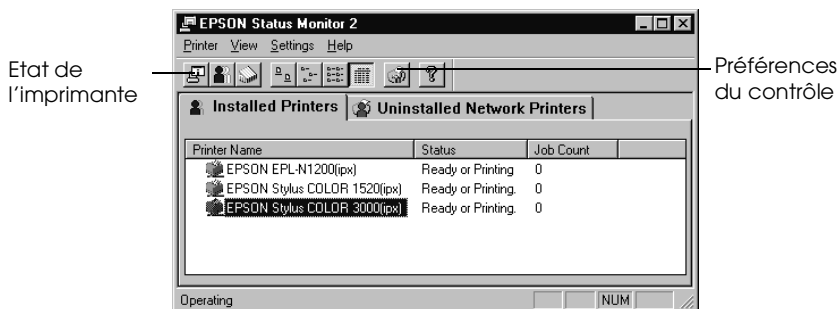 EPSON Status Monitor 2
Printer View Settings Help
Etat de
l'imprimante
Préférences
du contrôle
Installed Printers Uninstalled Network Printers
Printer Name Status Job Count
EPSON EPL-N1200(ipx) Ready or Printing 0
EPSON Stylus COLOR 1520(ipx) Ready or Printing. 0
EPSON Stylus COLOR 3000(ipx) Ready or Printing. 0
Operating NUM